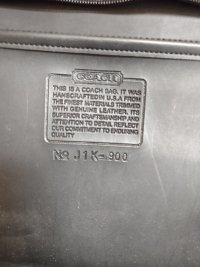 COACH
THIS IS A COACH BAG. IT WAS
HANDCRAFTED IN U.S.A FROM
THE FINEST MATERIALS TRIMMED
WITH GENUINE LEATHER. ITS
SUPERIOR CRAFTSMANSHIP AND
ATTENTION TO DETAIL REFLECT
OUR COMMITMENT TO ENDURING
QUALITY
No J1K-900